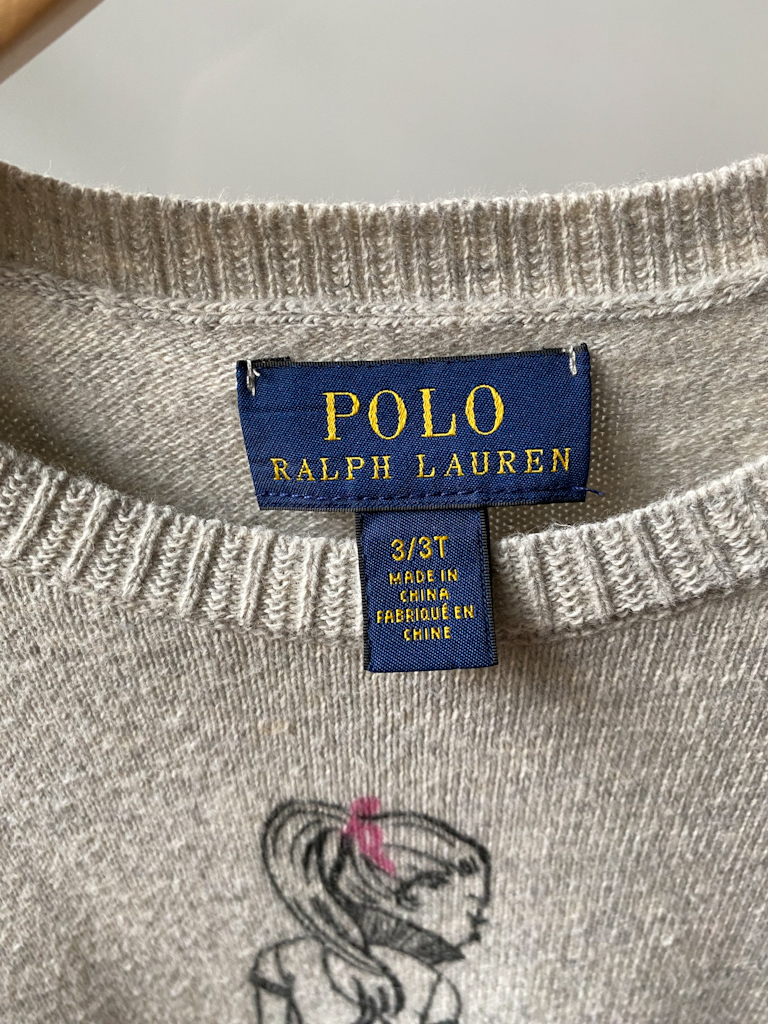 POLO
RALPH LAUREN
3/3T
MADE IN
CHINA
FABRIQUÉ EN
CHINE